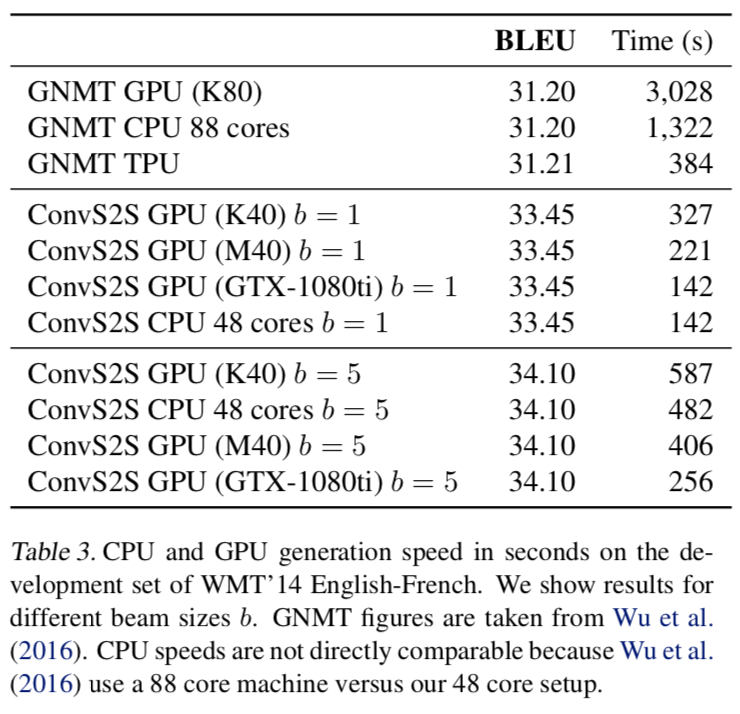 BLEU Time (s)
GNMT GPU (K80) 31.20 3,028
GNMT CPU 88 cores 31.20 1,322
GNMT TPU 31.21 384
ConvS2S GPU (K40) b = 1 33.45 327
ConvS2S GPU (M40) b = 1 33.45 221
ConvS2S GPU (GTX-1080ti) b = 1 33.45 142
ConvS2S CPU 48 cores b = 1 33.45 142
ConvS2S GPU (K40) b = 5 34.10 587
ConvS2S CPU 48 cores b = 5 34.10 482
ConvS2S GPU (M40) b = 5 34.10 406
ConvS2S GPU (GTX-1080ti) b = 5 34.10 256
Table 3. CPU and GPU generation speed in seconds on the de-
velopment set of WMT'14 English-French. We show results for
different beam sizes b. GNMT figures are taken from Wu et al.
(2016). CPU speeds are not directly comparable because Wu et al.
(2016) use a 88 core machine versus our 48 core setup.